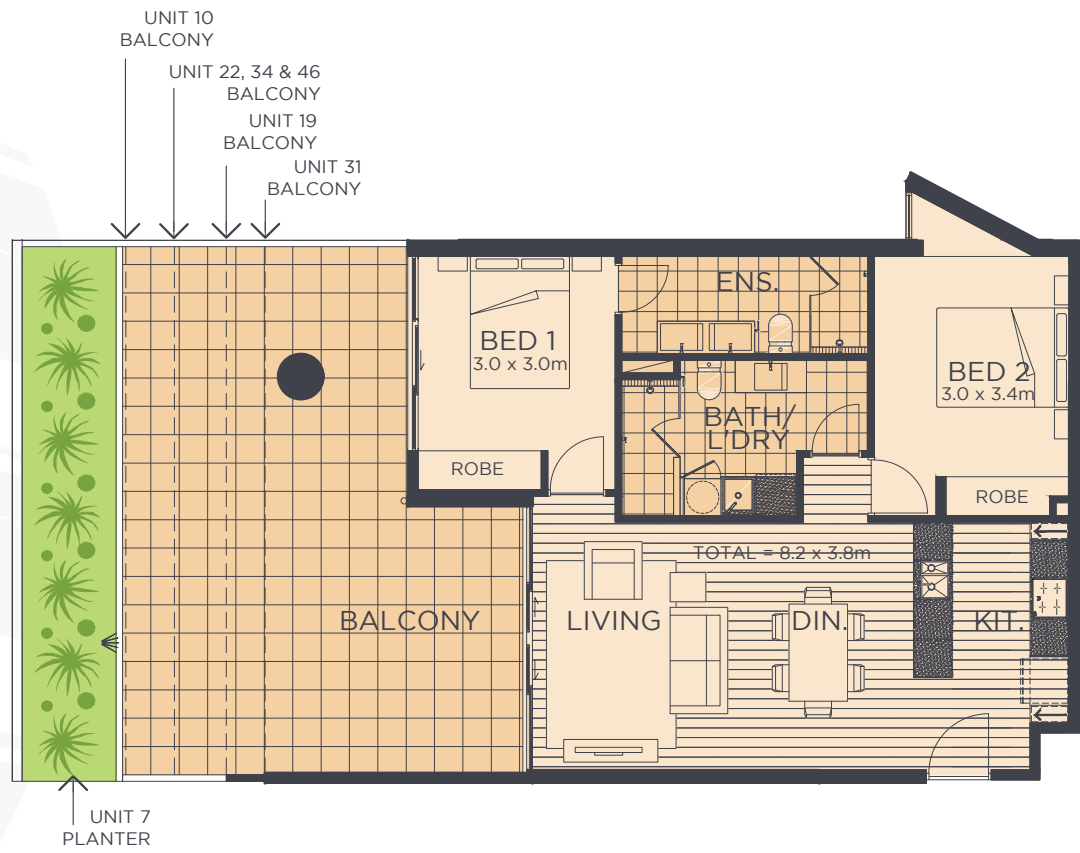 UNIT 10
BALCONY
UNIT 22, 34 & 46
BALCONY
UNIT 19
BALCONY
UNIT 31
BALCONY
ENS.
BED 1
3.0 x 3.0m
BED 2
3.0 x 3.4m
BATH/
L'DRY
ROBE
ROBE
TOTAL = 8.2 x 3.8m
BALCONY
LIVING
DIN.
KIT.
UNIT 7
PLANTER